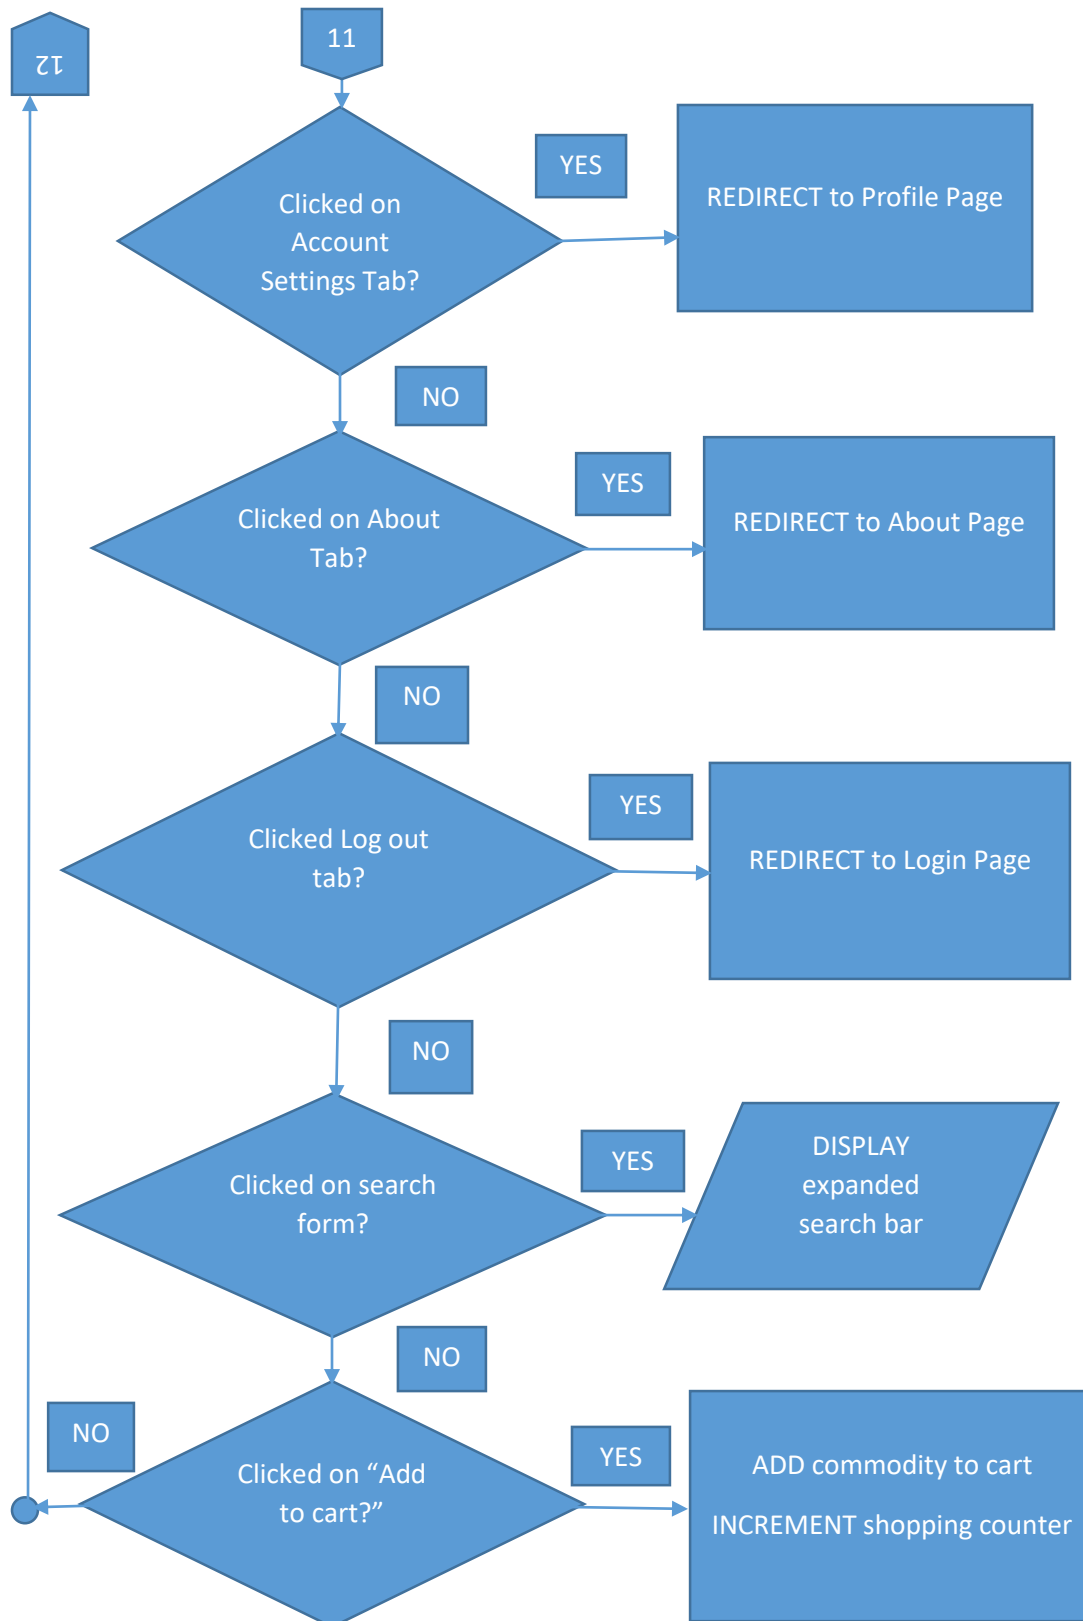 12
11
Clicked on
Account
Settings Tab?
YES
REDIRECT to Profile Page
NO
Clicked on About
Tab?
YES
REDIRECT to About Page
NO
Clicked Log out
tab?
YES
REDIRECT to Login Page
NO
Clicked on search
form?
YES
DISPLAY
expanded
search bar
NO
NO
Clicked on “Add
to cart?”
YES
ADD commodity to cart
INCREMENT shopping counter